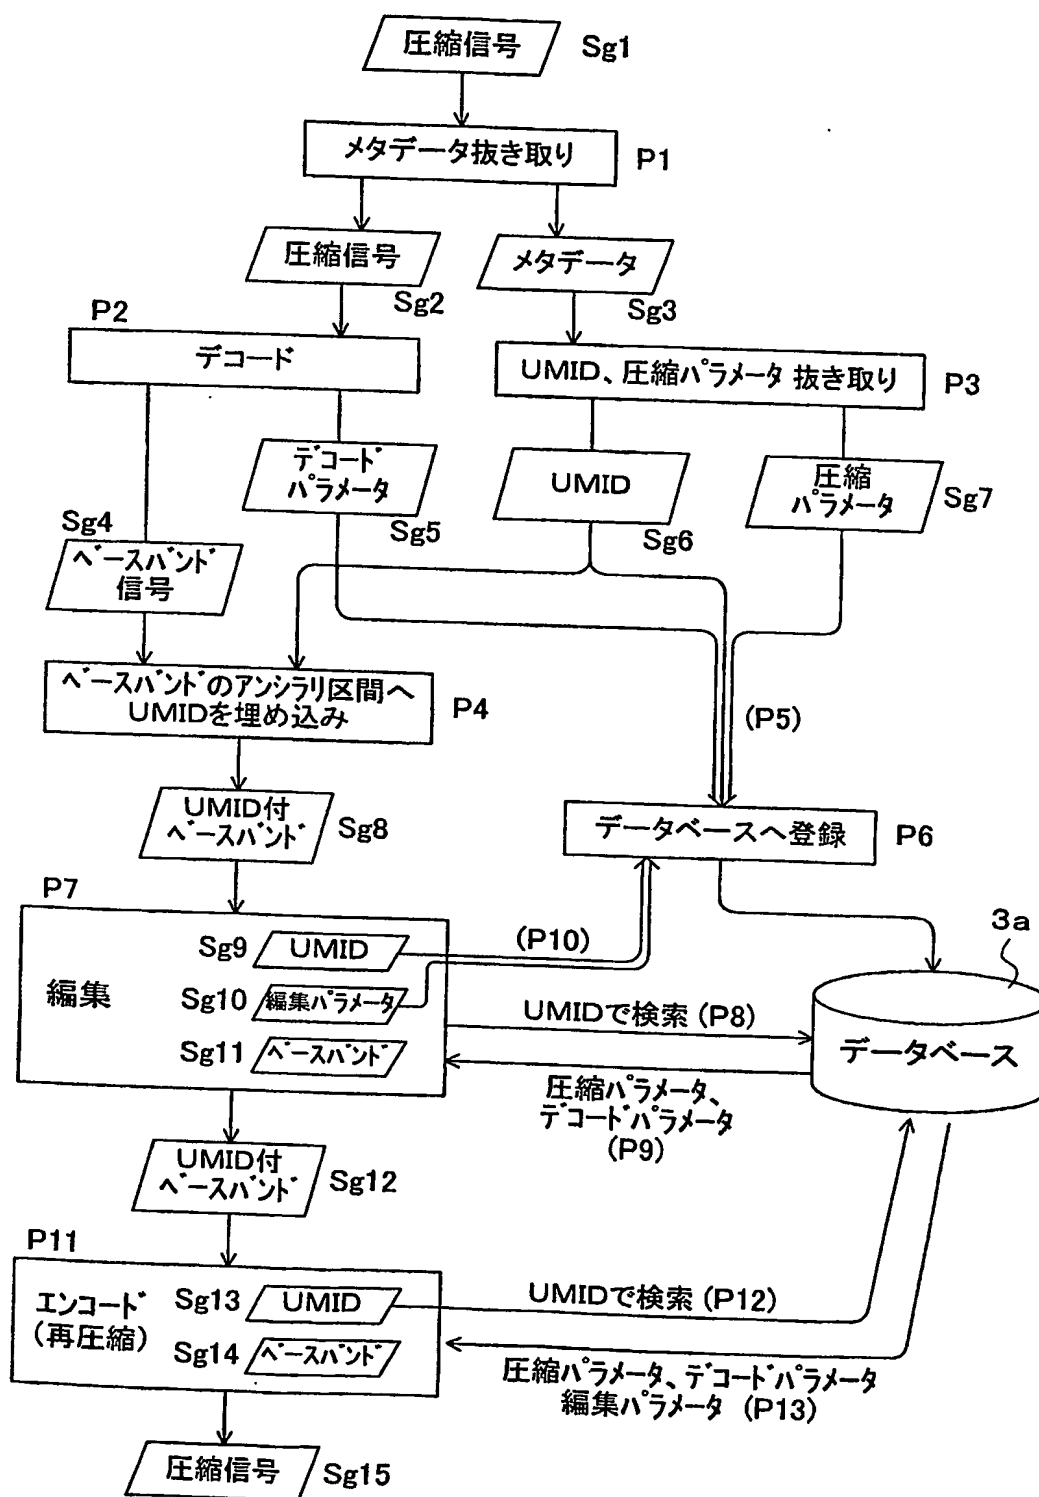 圧縮信号 Sg1
メタデータ抜き取り P1
圧縮信号
Sg2
メタデータ
Sg3
P2
デコード
UMID、圧縮パラメータ 抜き取り P3
デコード
パラメータ
Sg5
UMID
Sg6
圧縮
パラメータ
Sg7
Sg4
ベースバンド
信号
ベースバンドのアンシラリ区間へ
UMIDを埋め込み
P4
(P5)
UMID付
ベースバンド
Sg8
データベースへ登録 P6
P7
編集
Sg9 UMID
(P10)
Sg10 編集パラメータ
Sg11 ベースバンド
UMIDで検索 (P8)
圧縮パラメータ、
デコードパラメータ
(P9)
3a
データベース
UMID付
ベースバンド
Sg12
P11
エンコード
(再圧縮)
Sg13 UMID
Sg14 ベースバンド
UMIDで検索 (P12)
圧縮パラメータ、デコードパラメータ
編集パラメータ (P13)
圧縮信号 Sg15